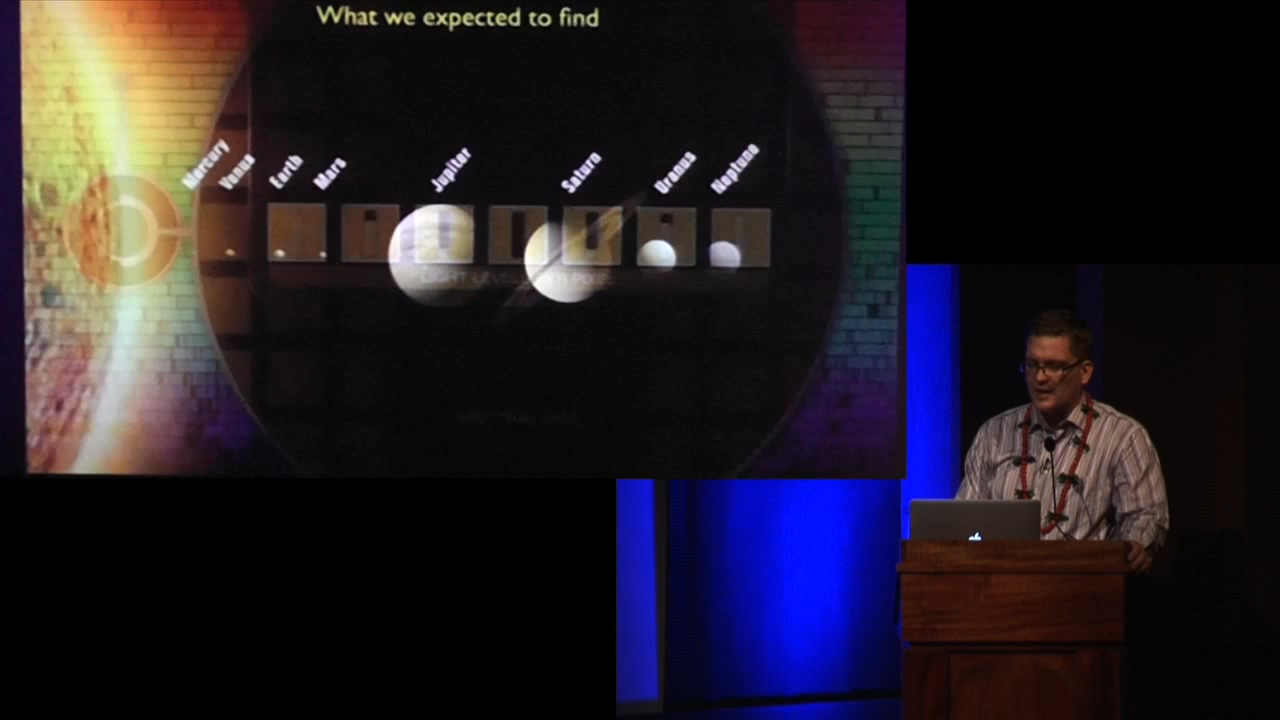 What we expected to find
Mercury
Venus
Earth
Mars
Jupiter
Saturn
Uranus
Neptune